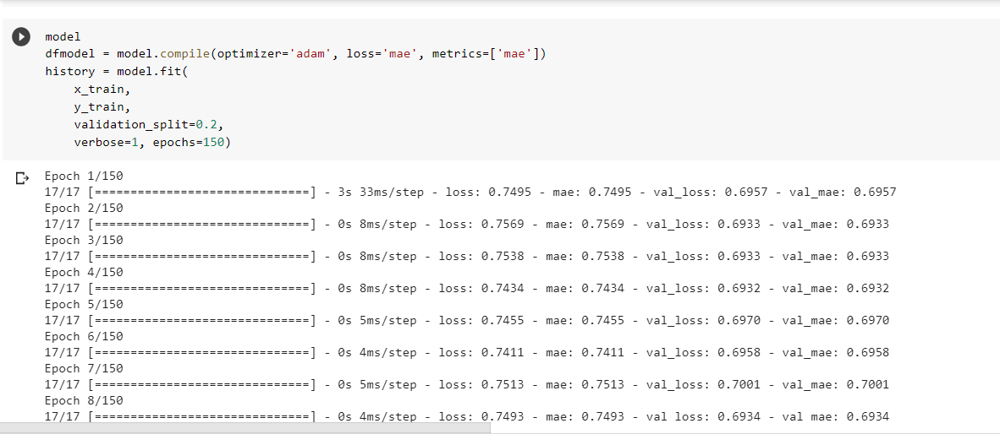 model
dfmodel = model.compile(optimizer='adam', loss='mae', metrics=['mae'])
history = model.fit(
    x_train,
    y_train,
    validation_split=0.2,
    verbose=1, epochs=150)
Epoch 1/150
17/17 [==============================] - 3s 33ms/step - loss: 0.7495 - mae: 0.7495 - val_loss: 0.6957 - val_mae: 0.6957
Epoch 2/150
17/17 [==============================] - 0s 8ms/step - loss: 0.7569 - mae: 0.7569 - val_loss: 0.6933 - val_mae: 0.6933
Epoch 3/150
17/17 [==============================] - 0s 8ms/step - loss: 0.7538 - mae: 0.7538 - val_loss: 0.6933 - val_mae: 0.6933
Epoch 4/150
17/17 [==============================] - 0s 8ms/step - loss: 0.7434 - mae: 0.7434 - val_loss: 0.6932 - val_mae: 0.6932
Epoch 5/150
17/17 [==============================] - 0s 5ms/step - loss: 0.7455 - mae: 0.7455 - val_loss: 0.6970 - val_mae: 0.6970
Epoch 6/150
17/17 [==============================] - 0s 4ms/step - loss: 0.7411 - mae: 0.7411 - val_loss: 0.6958 - val_mae: 0.6958
Epoch 7/150
17/17 [==============================] - 0s 5ms/step - loss: 0.7513 - mae: 0.7513 - val_loss: 0.7001 - val_mae: 0.7001
Epoch 8/150
17/17 [==============================] - 0s 4ms/step - loss: 0.7493 - mae: 0.7493 - val loss: 0.6934 - val mae: 0.6934